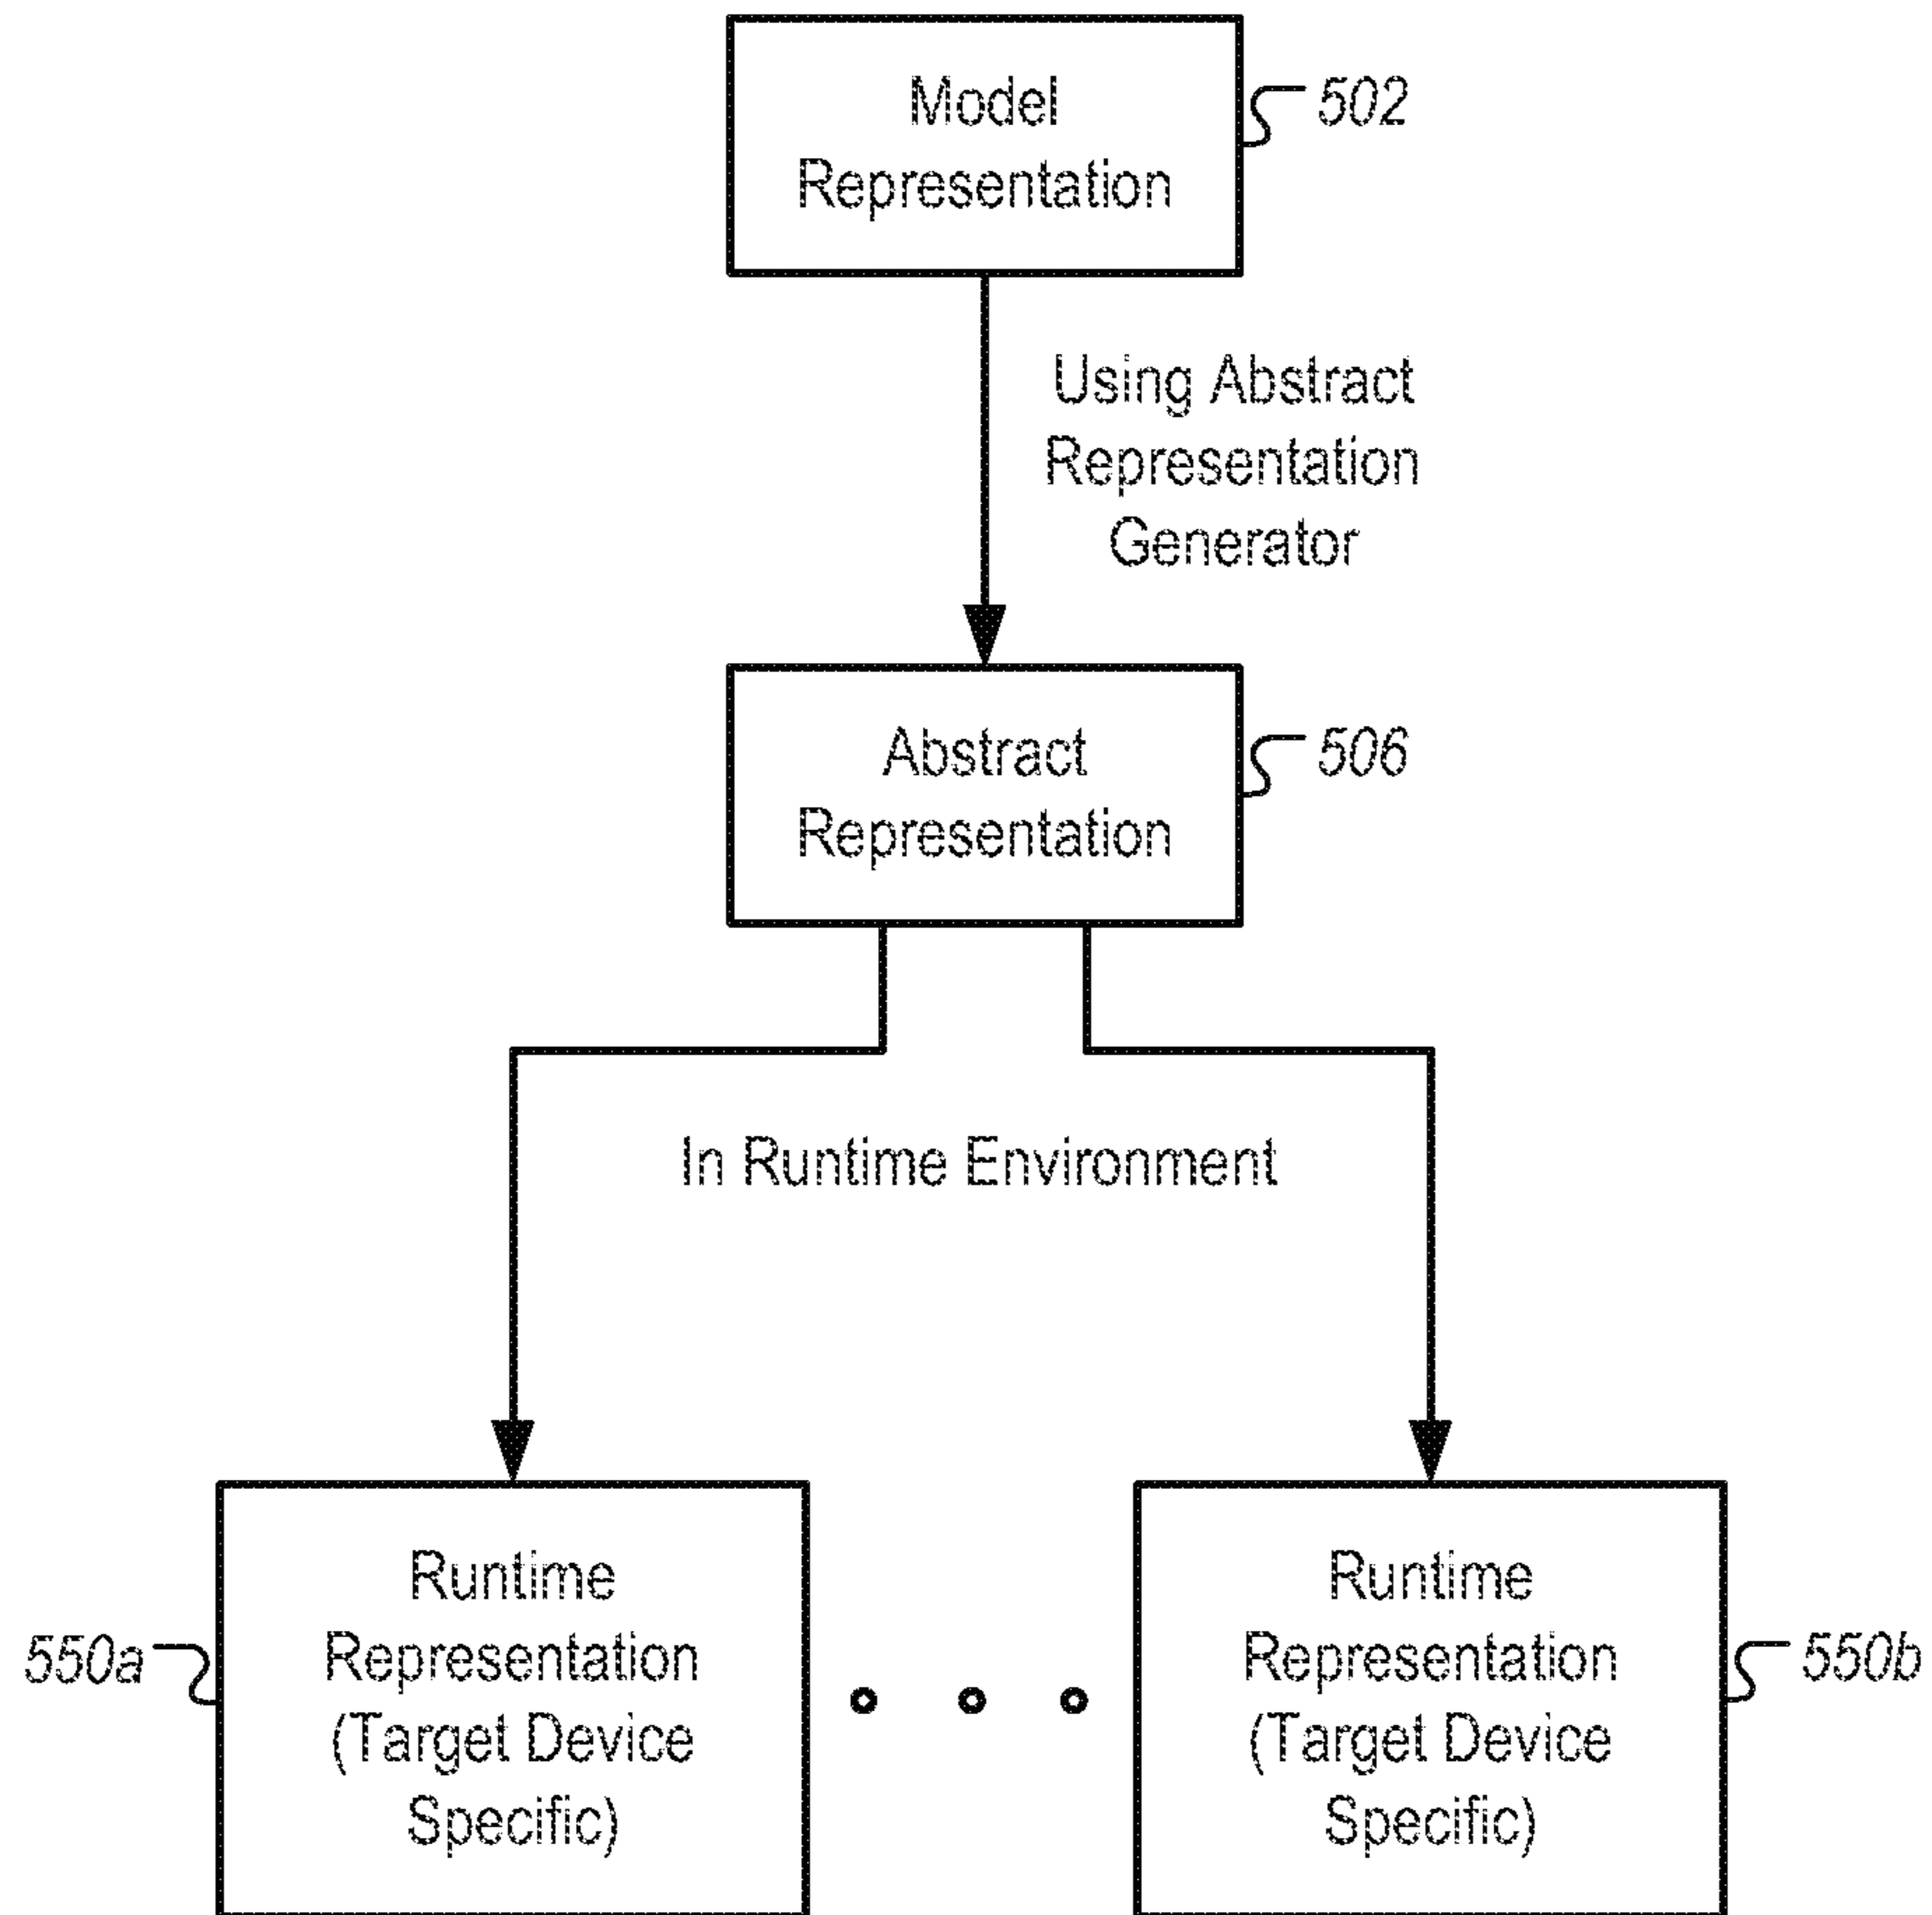 Model
Representation
502
Using Abstract
Representation
Generator
Abstract
Representation
506
In Runtime Environment
550a
Runtime
Representation
(Target Device
Specific)
Runtime
Representation
(Target Device
Specific)
550b